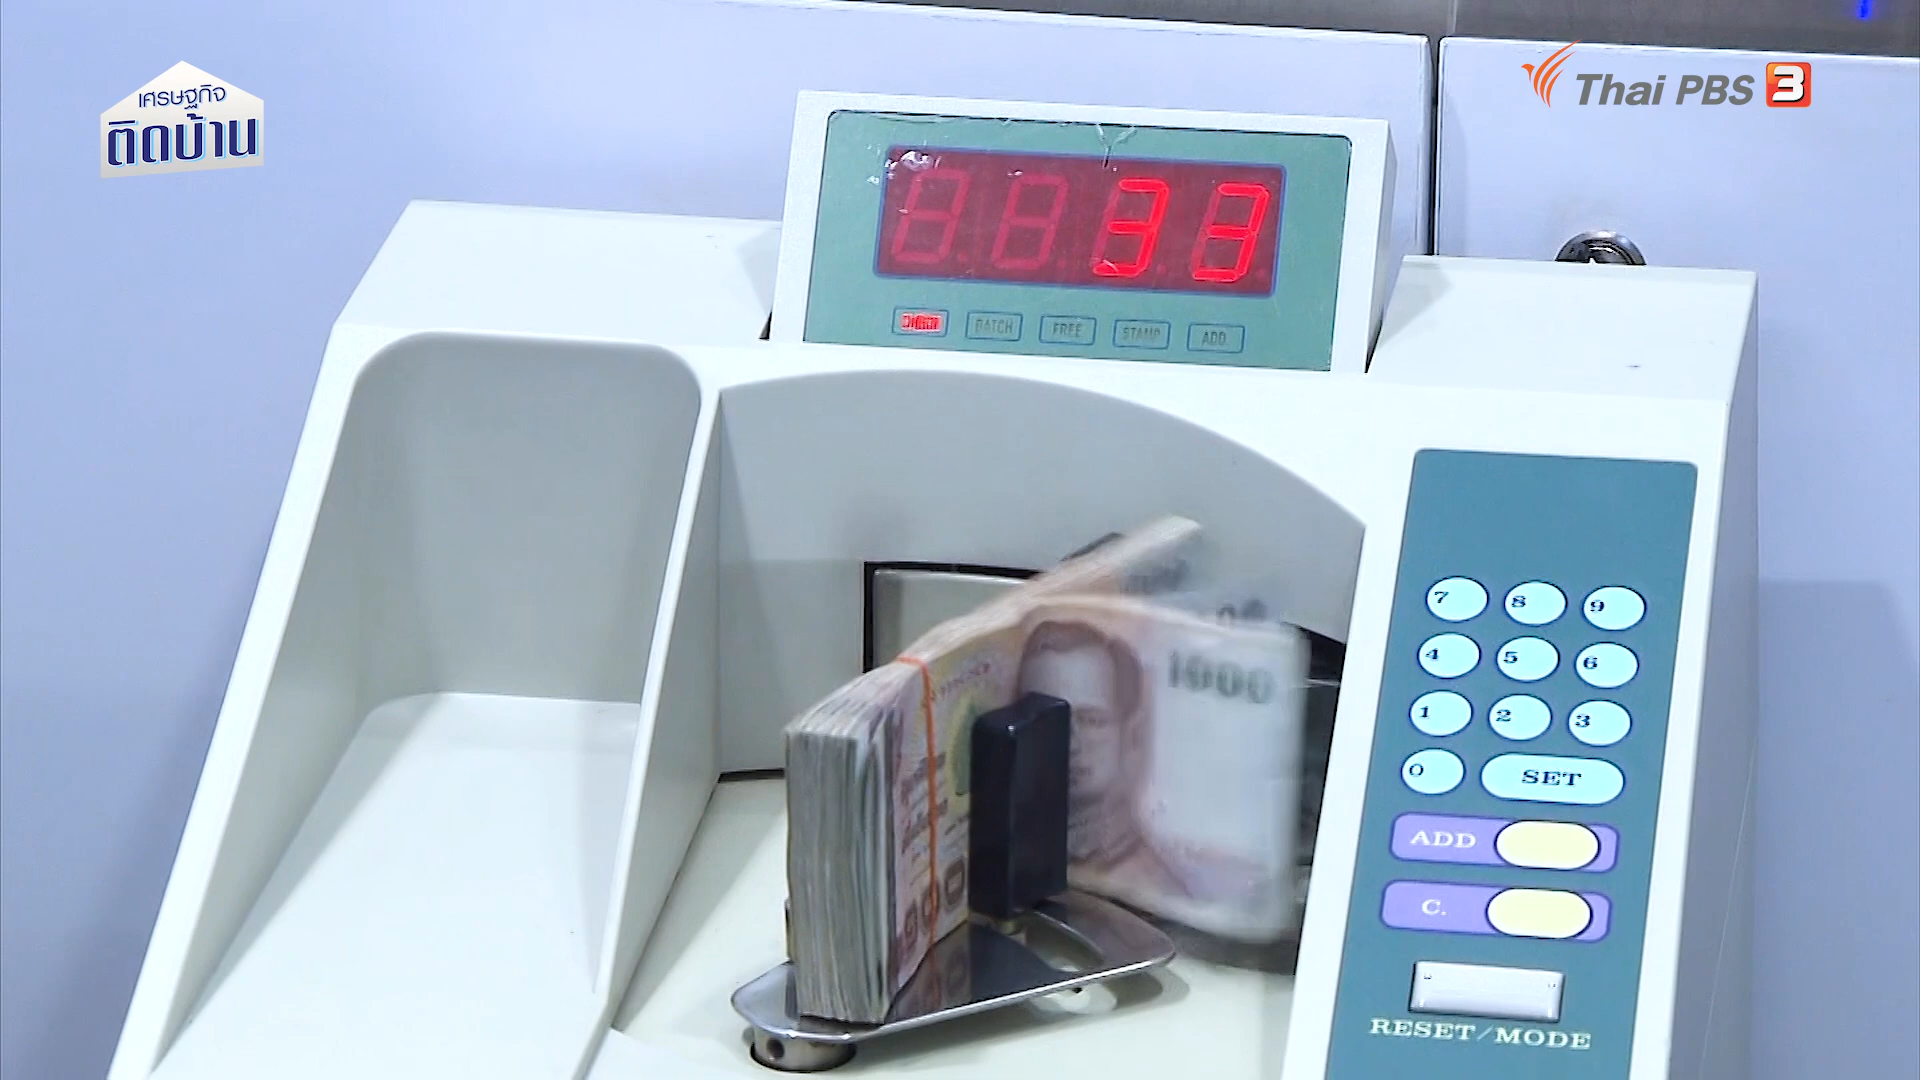 เศรษฐกิจ
ติดบ้าน
Thai PBS 3
33
BATCH FREE STAMP ADD
1000
7 8 9
4 5 6
1 2 3
0 SET
ADD
C.
RESET/MODE